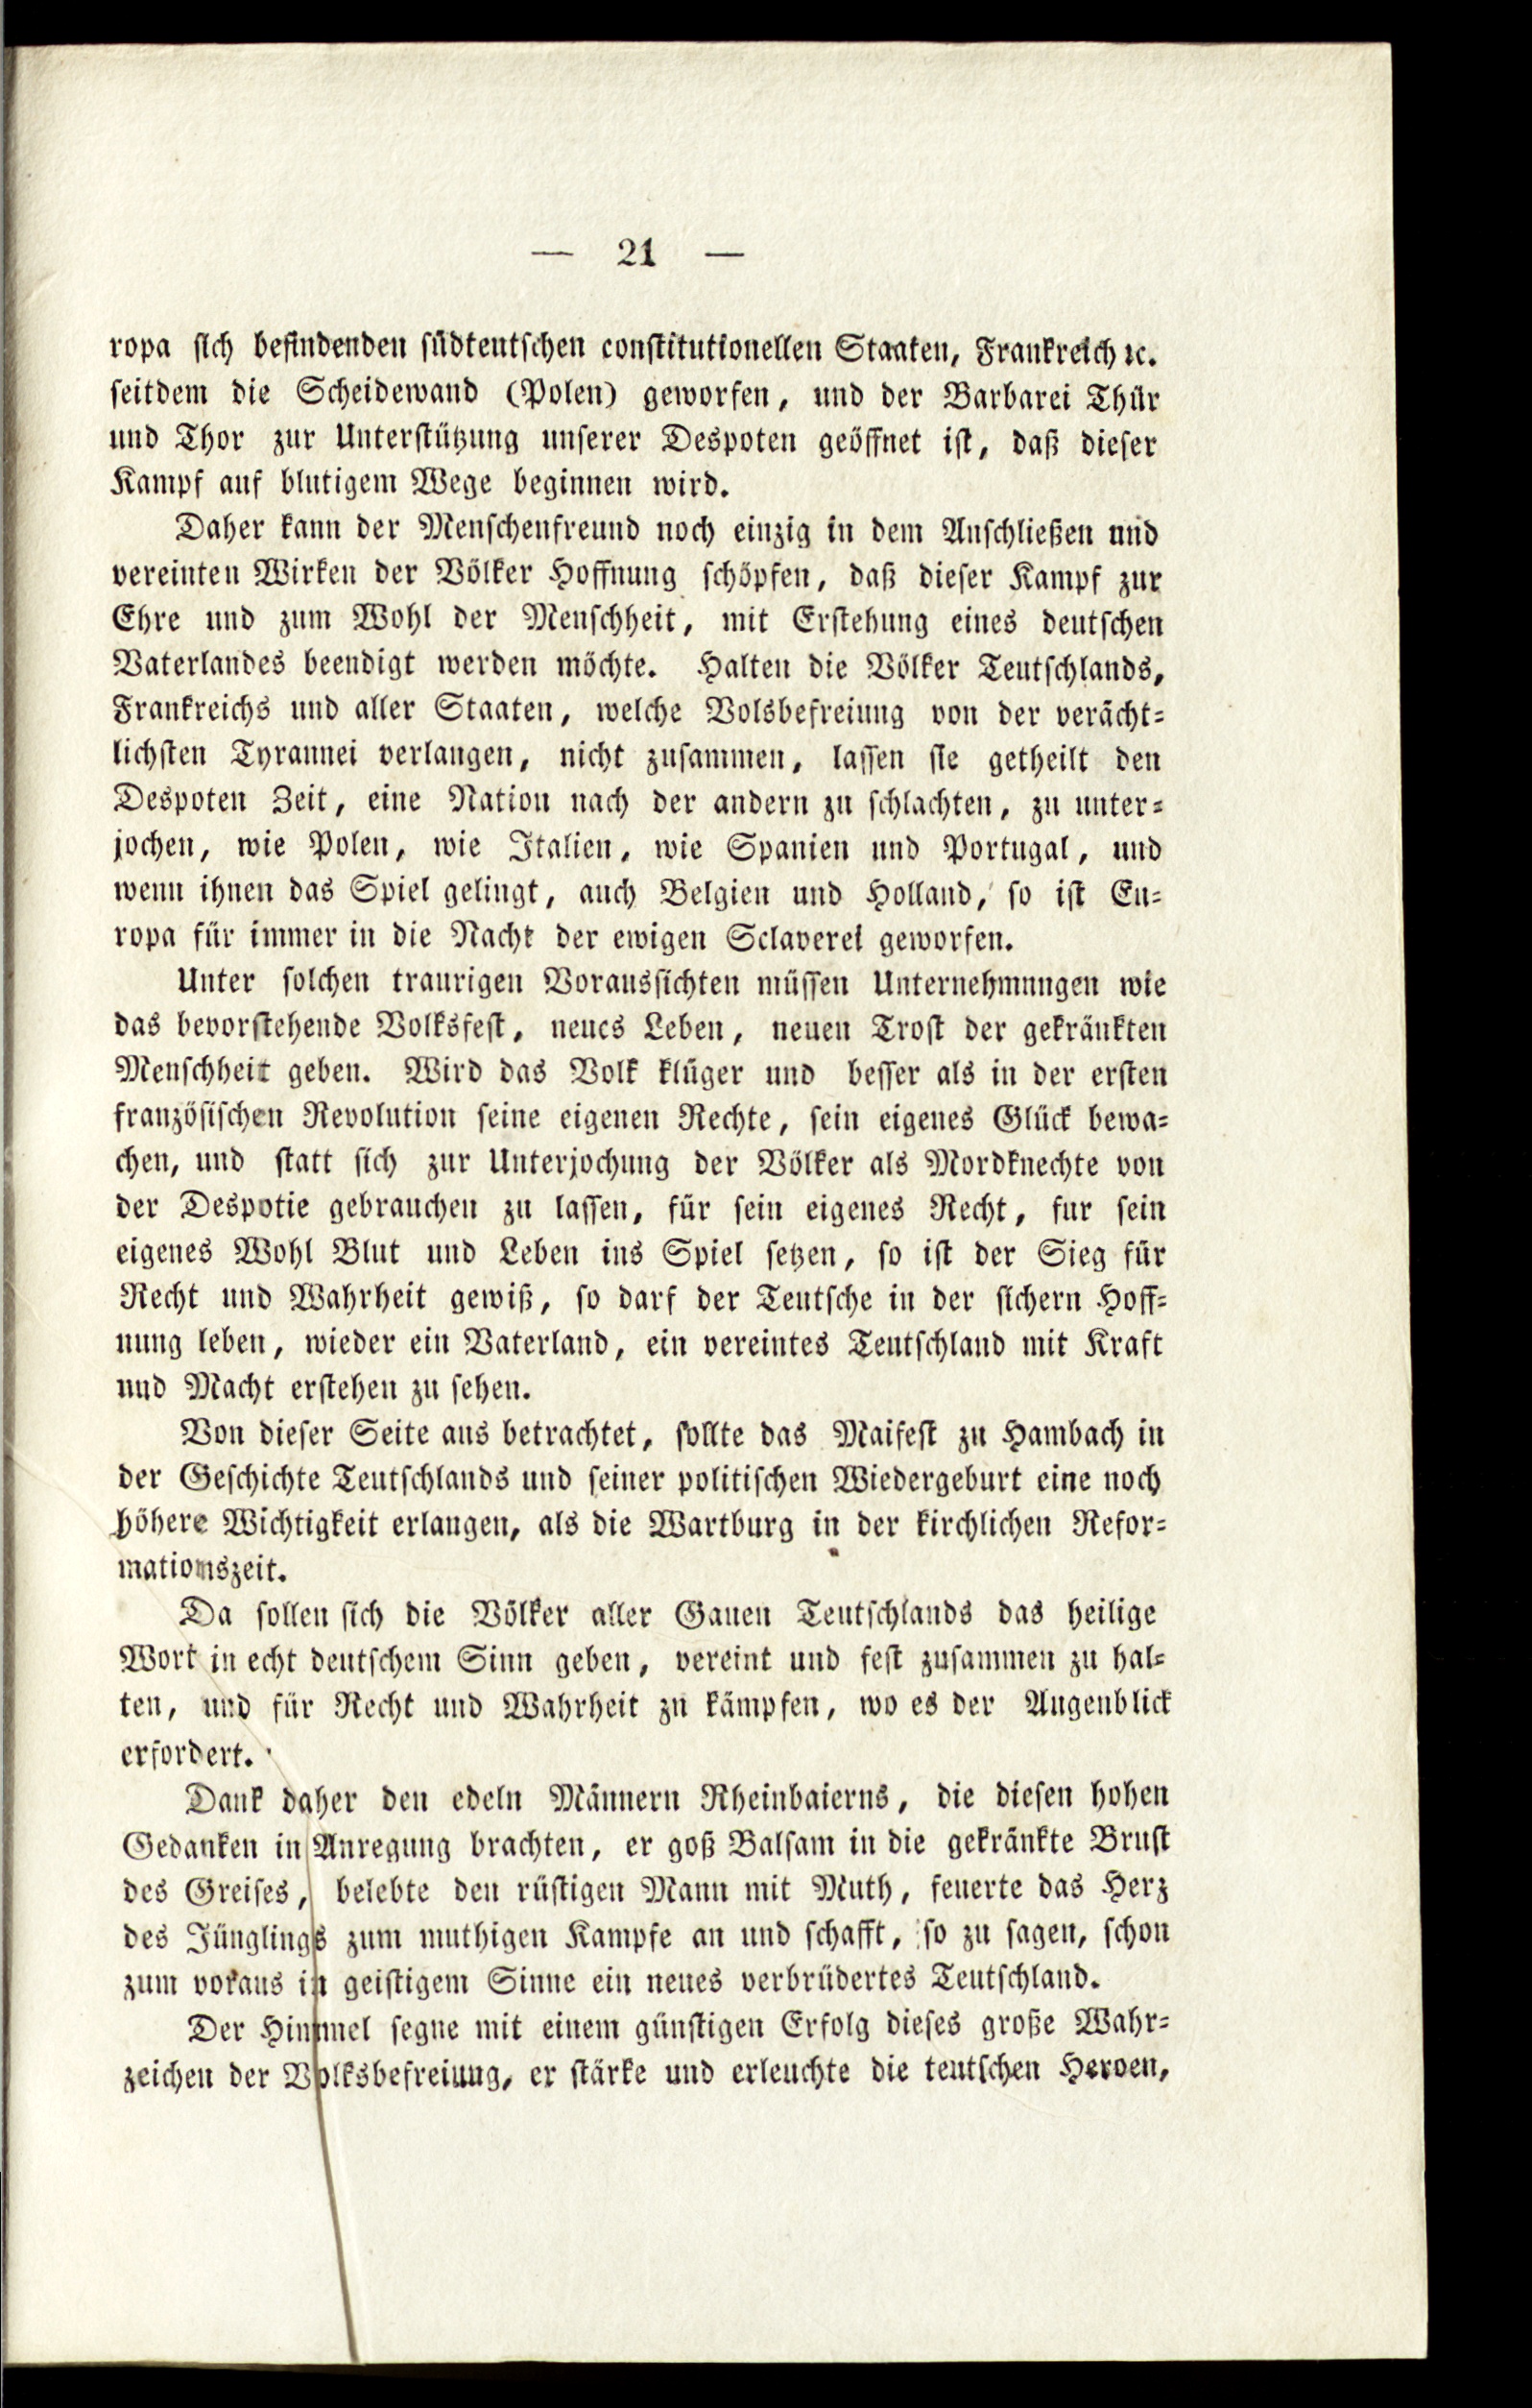 — 21 —
ropa sich befindenden südteutschen constitutionellen Staaten, Frankreich ꝛc.
seitdem die Scheidewand (Polen) geworfen, und der Barbarei Thür
und Thor zur Unterstützung unserer Despoten geöffnet ist, daß dieser
Kampf auf blutigem Wege beginnen wird.
Daher kann der Menschenfreund noch einzig in dem Anschließen und
vereinten Wirken der Völker Hoffnung schöpfen, daß dieser Kampf zur
Ehre und zum Wohl der Menschheit, mit Erstehung eines deutschen
Vaterlandes beendigt werden möchte. Halten die Völker Teutschlands,
Frankreichs und aller Staaten, welche Volsbefreiung von der verächt-
lichsten Tyrannei verlangen, nicht zusammen, lassen sie getheilt den
Despoten Zeit, eine Nation nach der andern zu schlachten, zu unter-
jochen, wie Polen, wie Italien, wie Spanien und Portugal, und
wenn ihnen das Spiel gelingt, auch Belgien und Holland, so ist Eu-
ropa für immer in die Nacht der ewigen Sclaverei geworfen.
Unter solchen traurigen Voraussichten müssen Unternehmungen wie
das bevorstehende Volksfest, neues Leben, neuen Trost der gekränkten
Menschheit geben. Wird das Volk klüger und besser als in der ersten
französischen Revolution seine eigenen Rechte, sein eigenes Glück bewa-
chen, und statt sich zur Unterjochung der Völker als Mordknechte von
der Despotie gebrauchen zu lassen, für sein eigenes Recht, fur sein
eigenes Wohl Blut und Leben ins Spiel setzen, so ist der Sieg für
Recht und Wahrheit gewiß, so darf der Teutsche in der sichern Hoff-
nung leben, wieder ein Vaterland, ein vereintes Teutschland mit Kraft
und Macht erstehen zu sehen.
Von dieser Seite aus betrachtet, sollte das Maifest zu Hambach in
der Geschichte Teutschlands und seiner politischen Wiedergeburt eine noch
höhere Wichtigkeit erlangen, als die Wartburg in der kirchlichen Refor-
mationszeit.
Da sollen sich die Völker aller Gauen Teutschlands das heilige
Wort in echt deutschem Sinn geben, vereint und fest zusammen zu hal-
ten, und für Recht und Wahrheit zu kämpfen, wo es der Augenblick
erfordert.
Dank daher den edeln Männern Rheinbaierns, die diesen hohen
Gedanken in Anregung brachten, er goß Balsam in die gekränkte Brust
des Greises, belebte den rüstigen Mann mit Muth, feuerte das Herz
des Jünglings zum muthigen Kampfe an und schafft, so zu sagen, schon
zum voraus in geistigem Sinne ein neues verbrüdertes Teutschland.
Der Himmel segne mit einem günstigen Erfolg dieses große Wahr-
zeichen der Volksbefreiung, er stärke und erleuchte die teutschen Heroen,